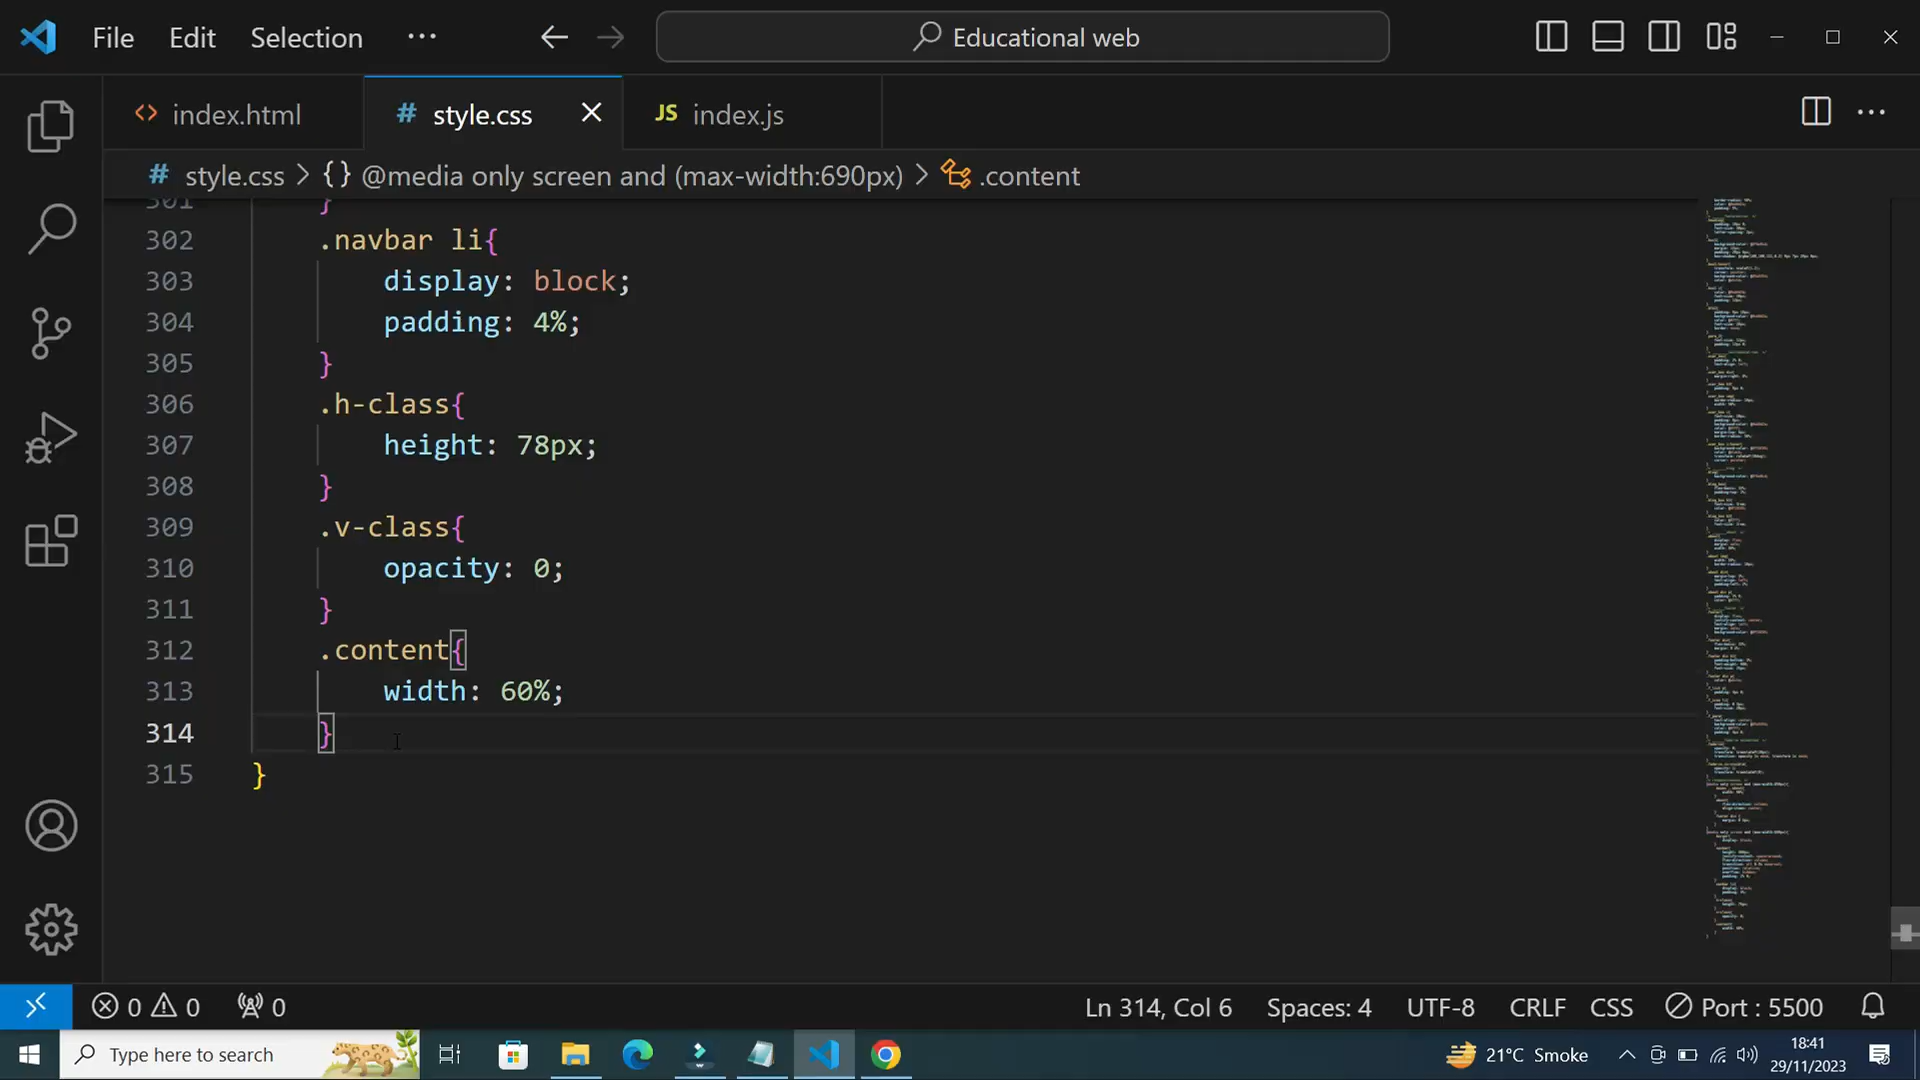 File Edit Selection ··· Educational web
index.html # style.css JS index.js
# style.css > {} @media only screen and (max-width:690px) > .content
301 }
302 .navbar li{
303 display: block;
304 padding: 4%;
305 }
306 .h-class{
307 height: 78px;
308 }
309 .v-class{
310 opacity: 0;
311 }
312 .content{
313 width: 60%;
314 }
315 }
0 0 0 Ln 314, Col 6 Spaces: 4 UTF-8 CRLF CSS Port : 5500
Type here to search 21°C Smoke 18:41
29/11/2023